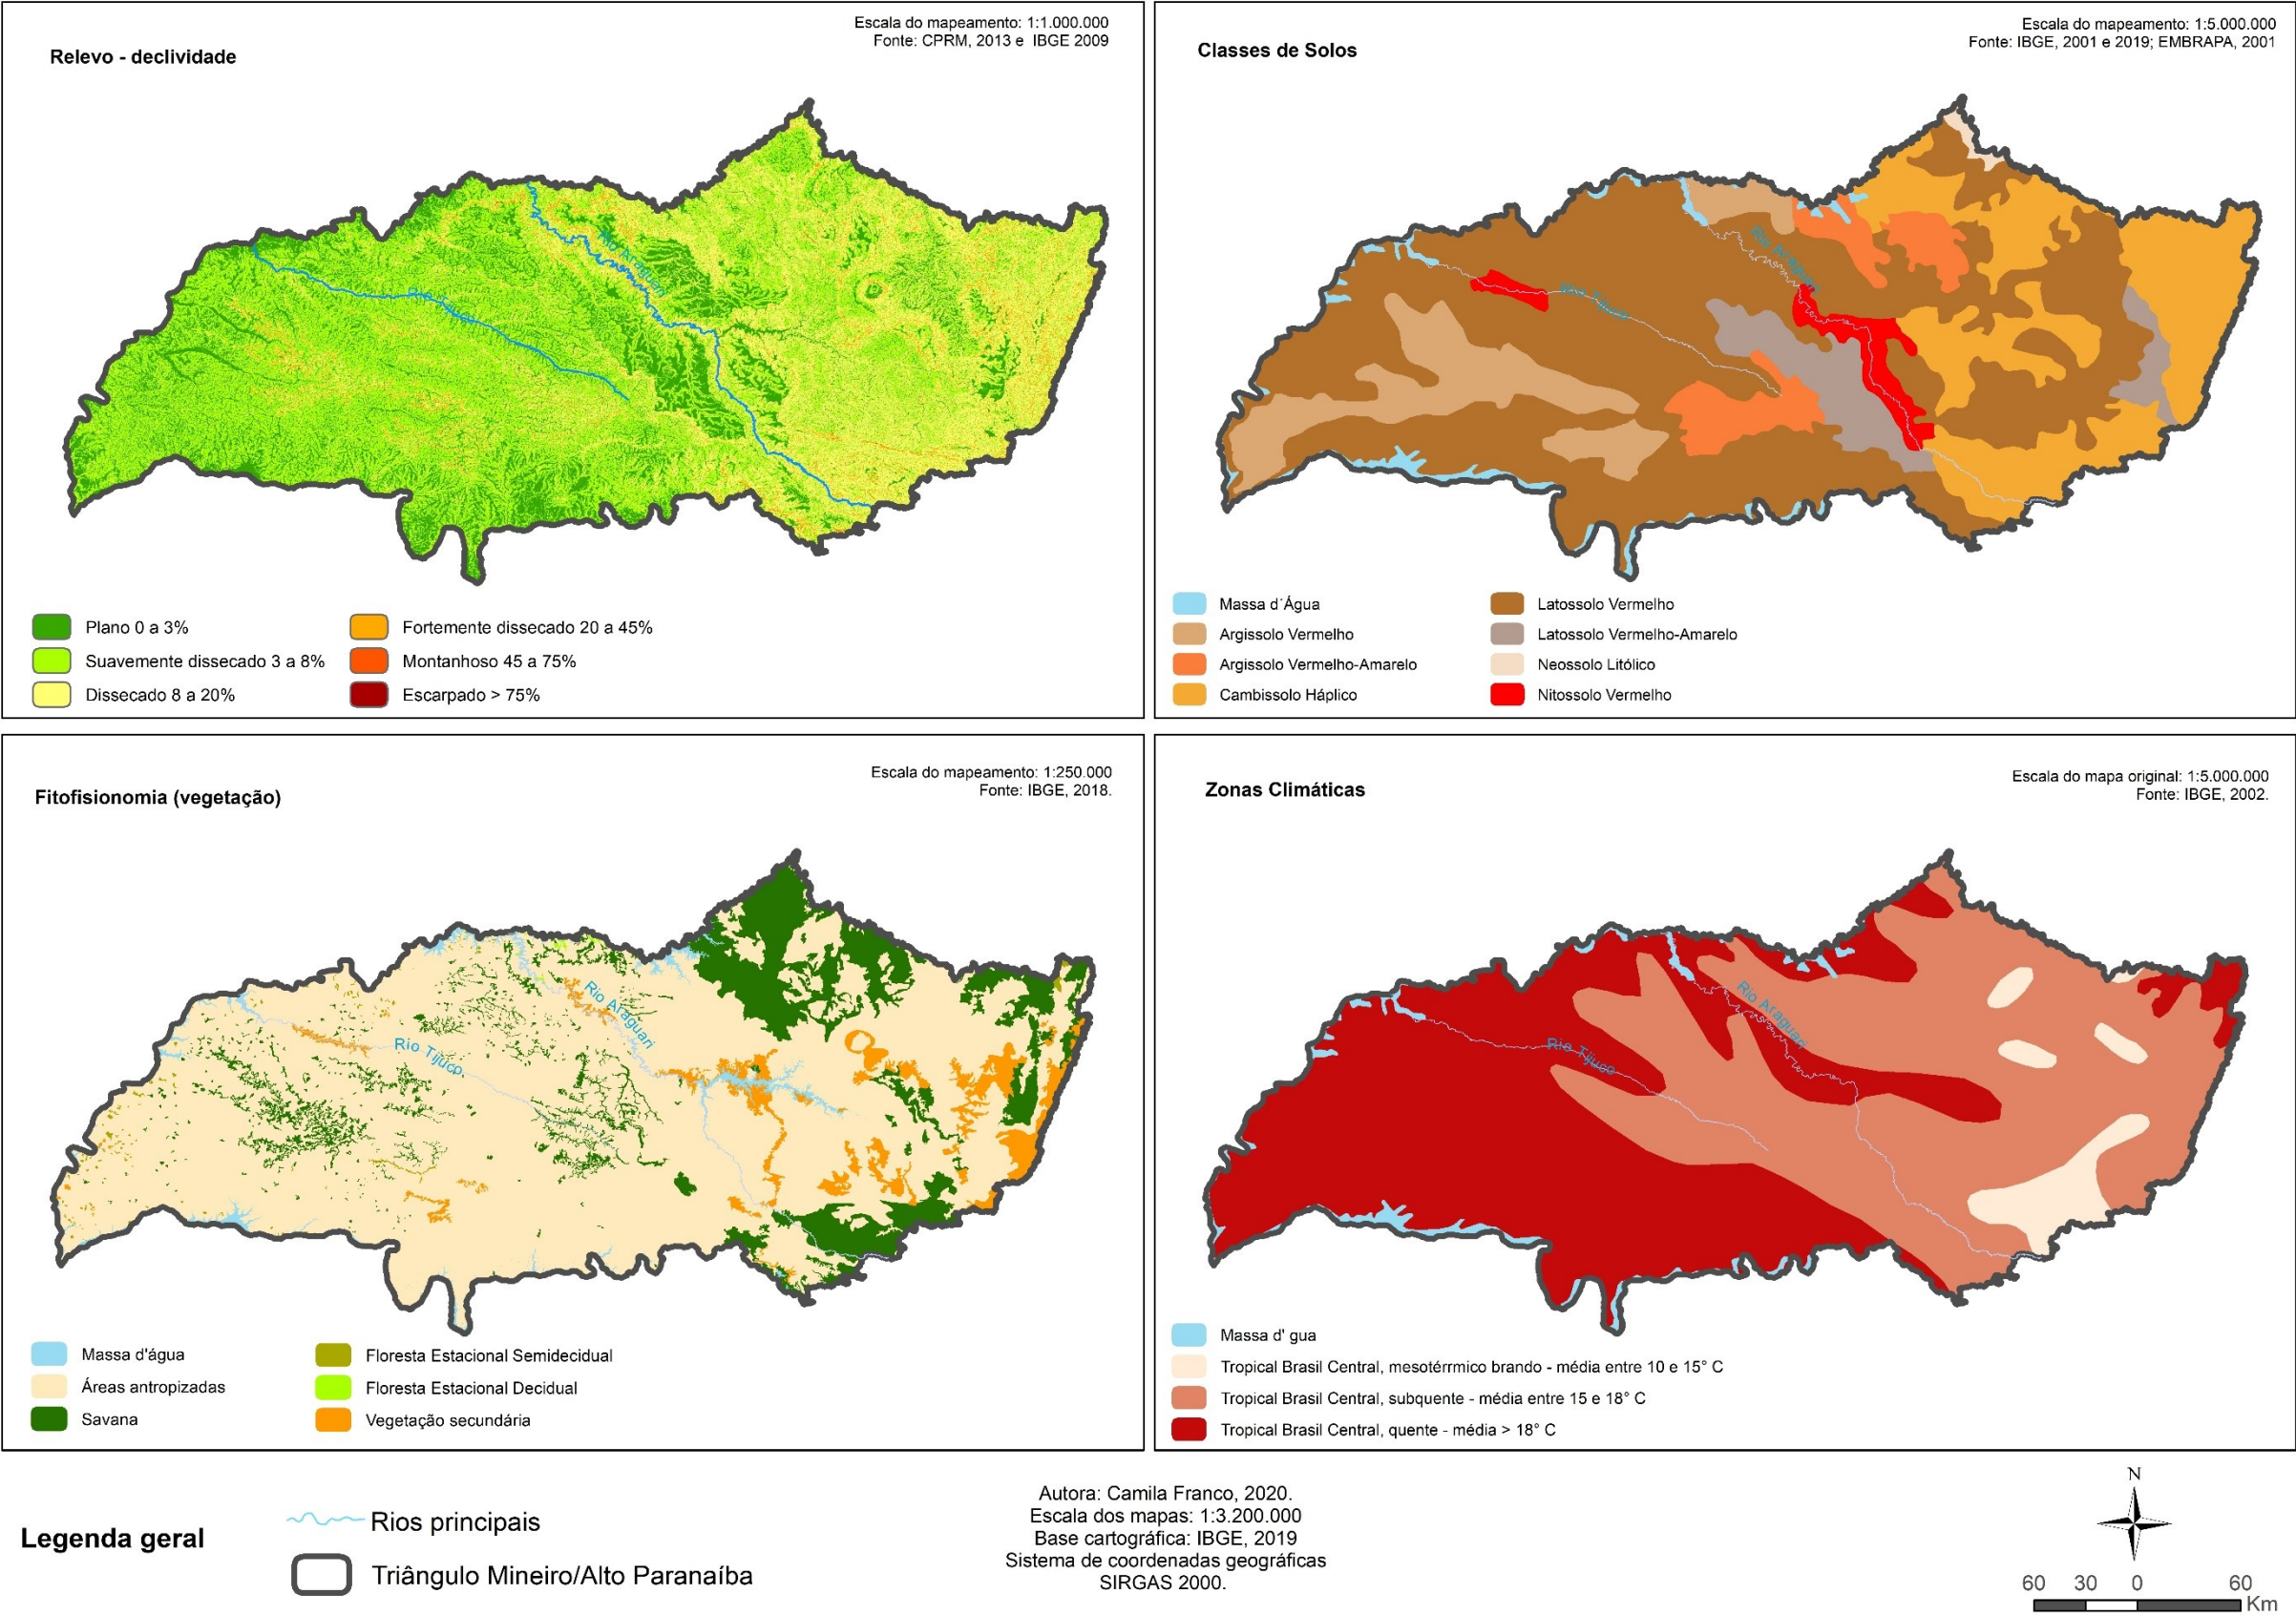 Relevo - declividade
Escala do mapeamento: 1:1.000.000
Fonte: CPRM, 2013 e IBGE 2009
Rio Araguari
Rio Tijuco
Plano 0 a 3%
Suavemente dissecado 3 a 8%
Dissecado 8 a 20%
Fortemente dissecado 20 a 45%
Montanhoso 45 a 75%
Escarpado > 75%
Classes de Solos
Escala do mapeamento: 1:5.000.000
Fonte: IBGE, 2001 e 2019; EMBRAPA, 2001
Rio Araguari
Rio Tijuco
Massa d´Água
Argissolo Vermelho
Argissolo Vermelho-Amarelo
Cambissolo Háplico
Latossolo Vermelho
Latossolo Vermelho-Amarelo
Neossolo Litólico
Nitossolo Vermelho
Fitofisionomia (vegetação)
Escala do mapeamento: 1:250.000
Fonte: IBGE, 2018.
Rio Araguari
Rio Tijuco
Massa d'água
Áreas antropizadas
Savana
Floresta Estacional Semidecidual
Floresta Estacional Decidual
Vegetação secundária
Zonas Climáticas
Escala do mapa original: 1:5.000.000
Fonte: IBGE, 2002.
Rio Araguari
Rio Tijuco
Massa d' gua
Tropical Brasil Central, mesotérrmico brando - média entre 10 e 15° C
Tropical Brasil Central, subquente - média entre 15 e 18° C
Tropical Brasil Central, quente - média > 18° C
Legenda geral
Rios principais
Triângulo Mineiro/Alto Paranaíba
Autora: Camila Franco, 2020.
Escala dos mapas: 1:3.200.000
Base cartográfica: IBGE, 2019
Sistema de coordenadas geográficas
SIRGAS 2000.
N
60 30 0 60
Km